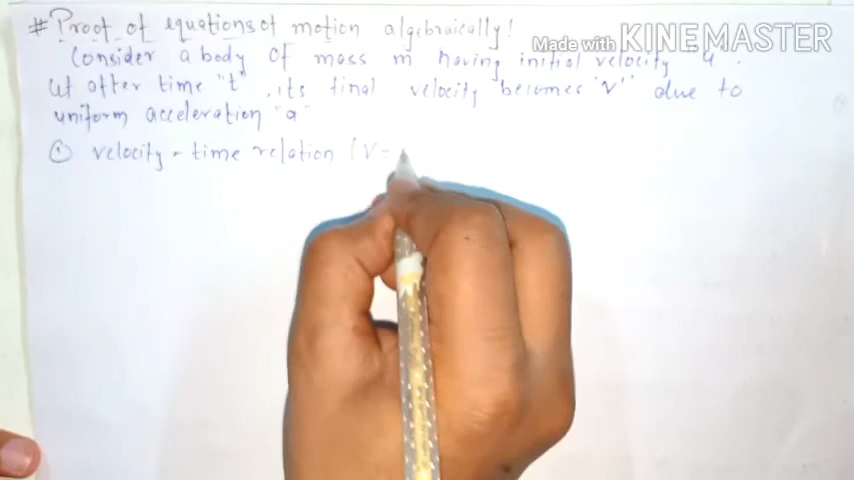 # Proof of equations of motion algebraically!
Made with KINEMASTER
Consider a body of mass m having initial velocity "u".
Let after time "t", its final velocity becomes "v" due to
uniform acceleration "a".
① velocity - time relation (V=